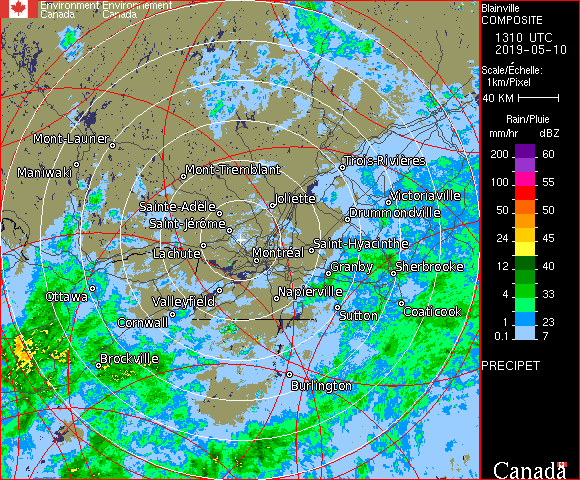 Environment Environnement
Canada Canada
Blainville
COMPOSITE
1310 UTC
2019-05-10
Scale/Échelle:
1km/Pixel
40 KM
Rain/Pluie
mm/hr dBZ
200 60
100 55
50 50
24 45
12 40
4 33
1 23
0.1 7
PRECIPET
Canada
Mont-Laurier
Maniwaki
Mont-Tremblant
Trois-Rivières
Sainte-Adèle
Joliette
Victoriaville
Saint-Jérôme
Drummondville
Lachute
Montréal
Saint-Hyacinthe
Granby
Sherbrooke
Ottawa
Valleyfield
Napierville
Cornwall
Sutton
Coaticook
Brockville
Burlington